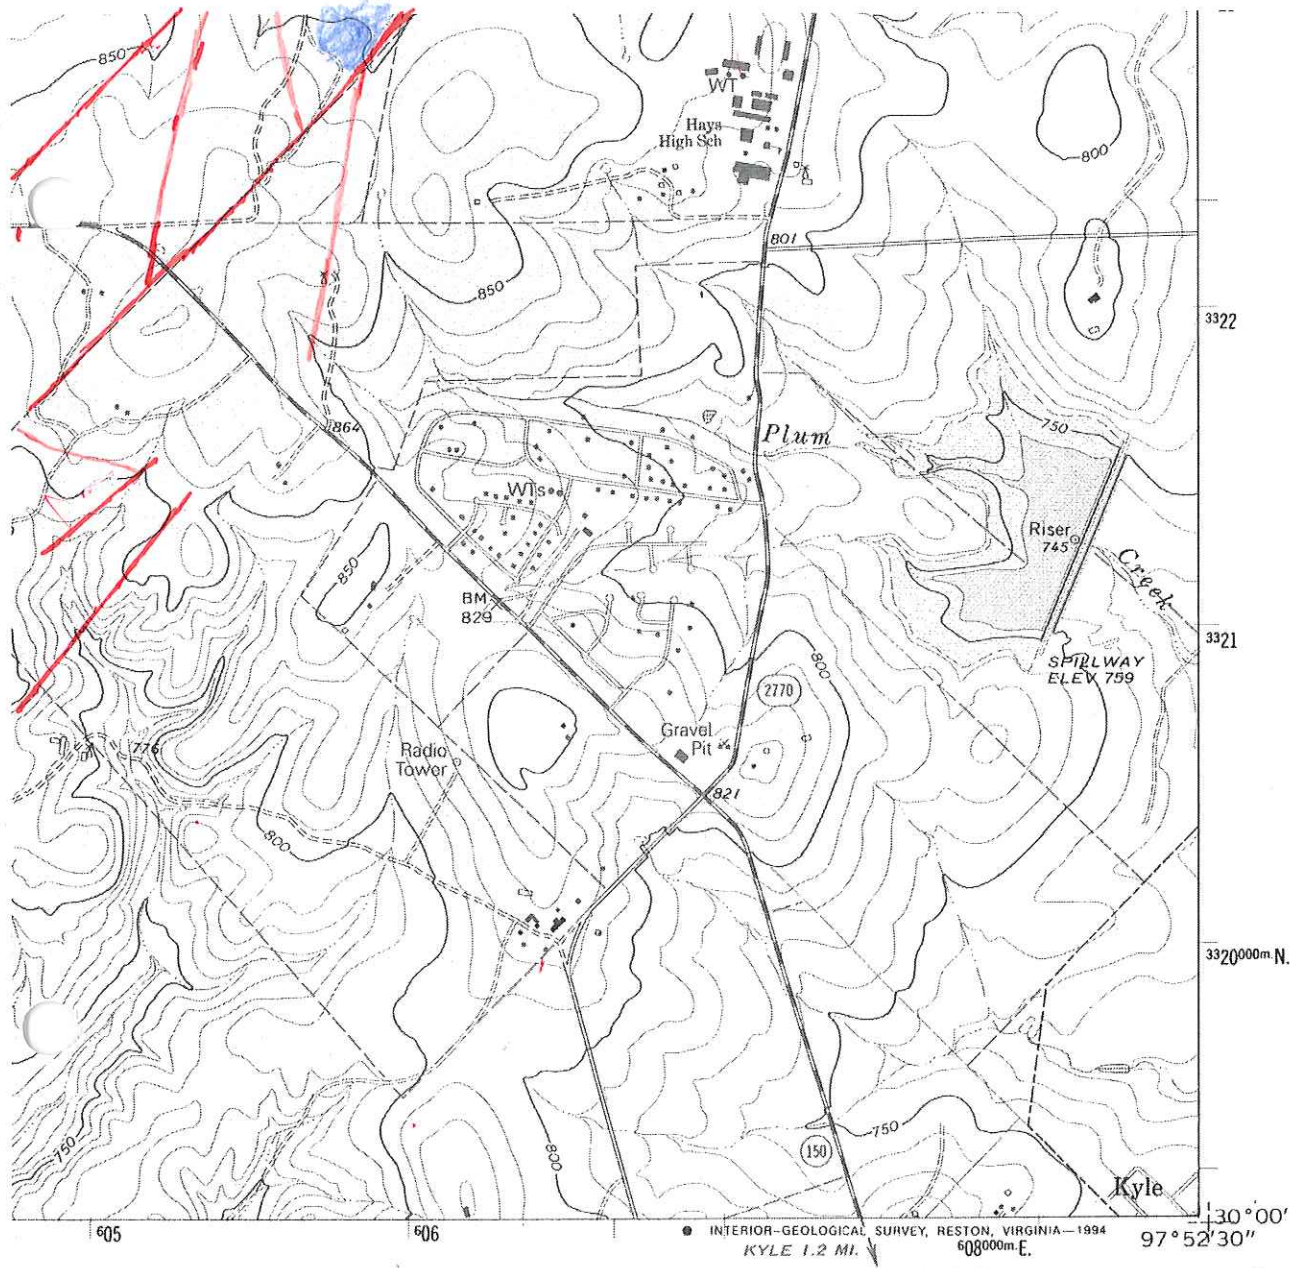 850
WT
Hays
High Sch
800
801
850
3322
864
Plum
750
WTs
Riser
745
850
BM
829
Creek
3321
SPILLWAY
ELEV 759
800
2770
Gravel
Pit
776
Radio
Tower
821
800
3320000m. N.
750
750
800
150
Kyle
605
606
INTERIOR-GEOLOGICAL SURVEY, RESTON, VIRGINIA—1994
30°00'
KYLE 1.2 MI.
608000m. E.
97°52'30"